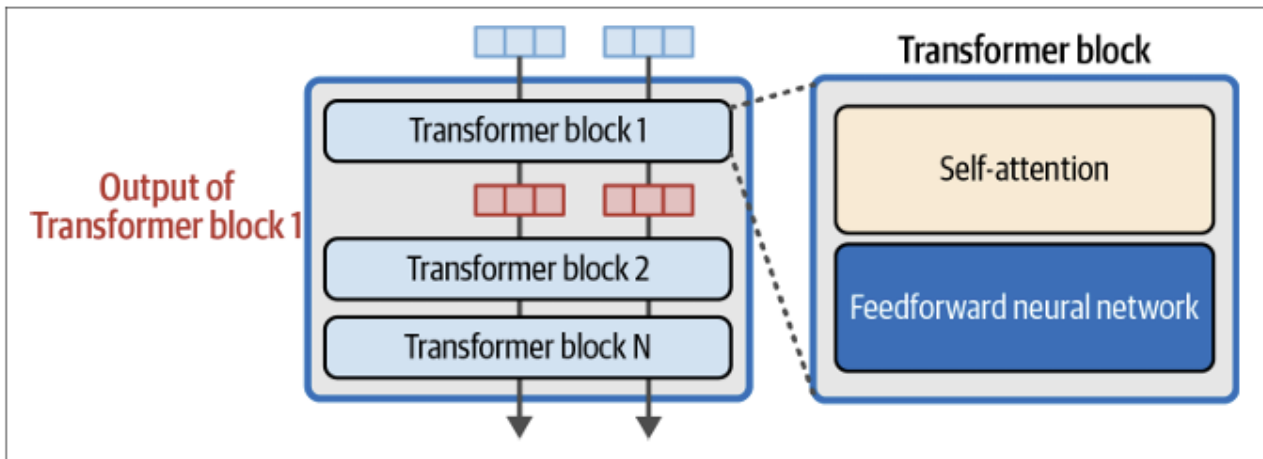 Transformer block
Transformer block 1
Self-attention
Output of
Transformer block 1
Transformer block 2
Feedforward neural network
Transformer block N